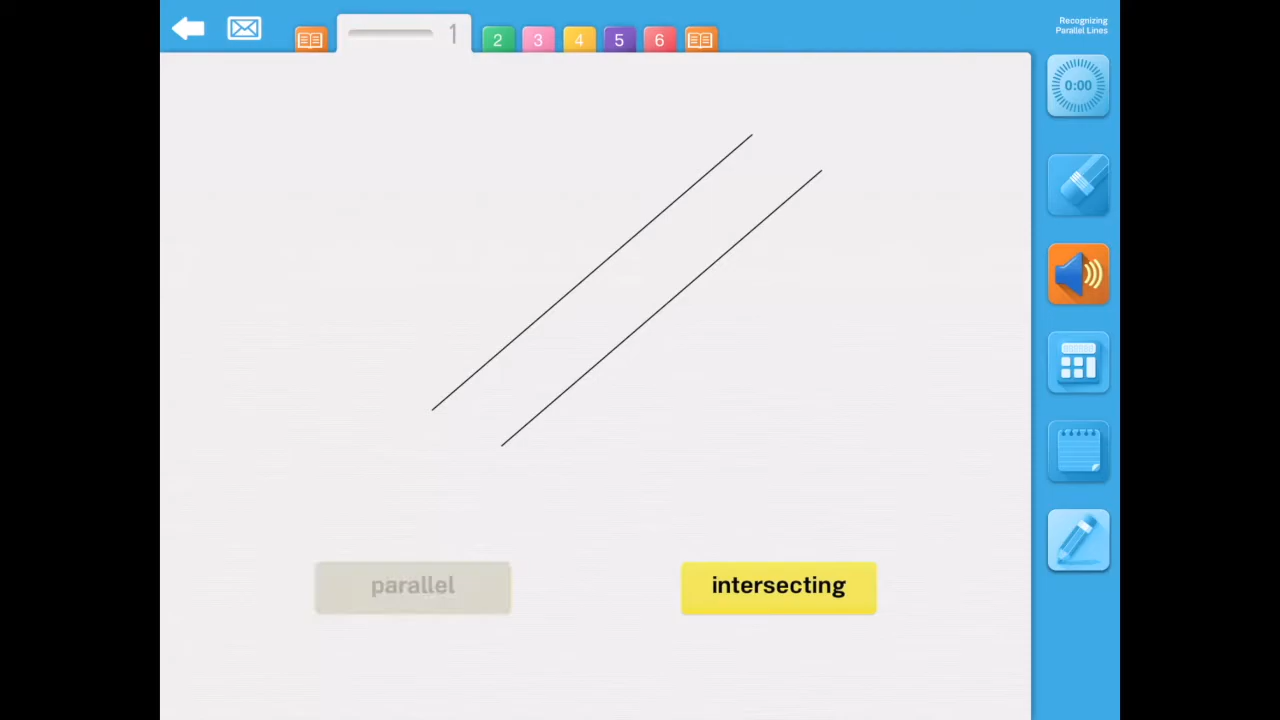 1
2
3
4
5
6
Recognizing
Parallel Lines
0:00
parallel
intersecting